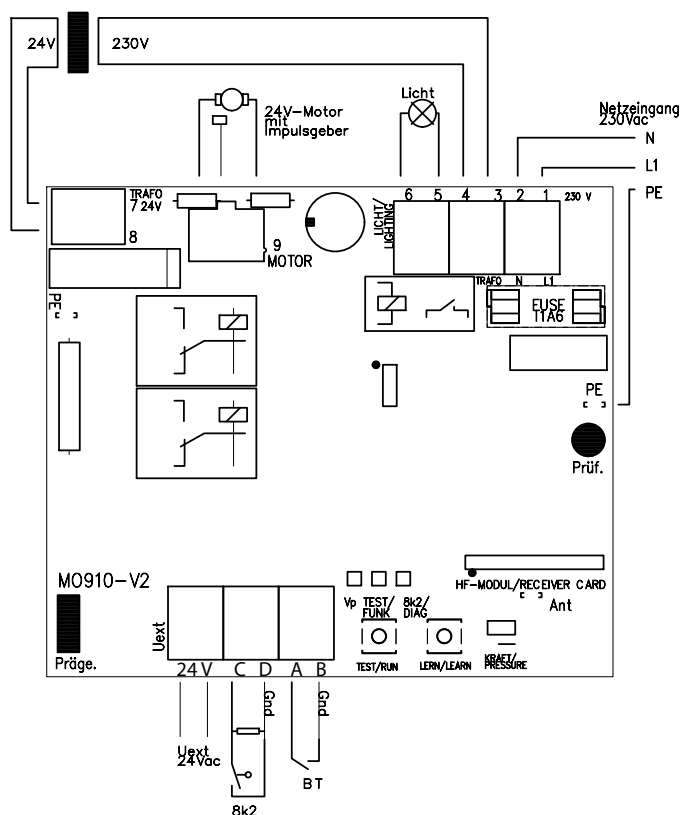 24V
230V
24V-Motor
mit
Impulsgeber
Licht
Netzeingang
230Vac
N
L1
PE
TRAFO
7 24V
8
9
MOTOR
LICHT/
LIGHTING
6 5 4 3 2 1 230 V
TRAFO N L1
PE
FUSE
T1A6
PE
Prüf.
MO910-V2
Präge.
HF-MODUL/RECEIVER CARD
Ant
Vp TEST/
FUNK
8k2/
DIAG
TEST/RUN
LERN/LEARN
KRAFT/
PRESSURE
Uext
24V C D A B
Gnd
Gnd
Uext
24Vac
BT
8k2